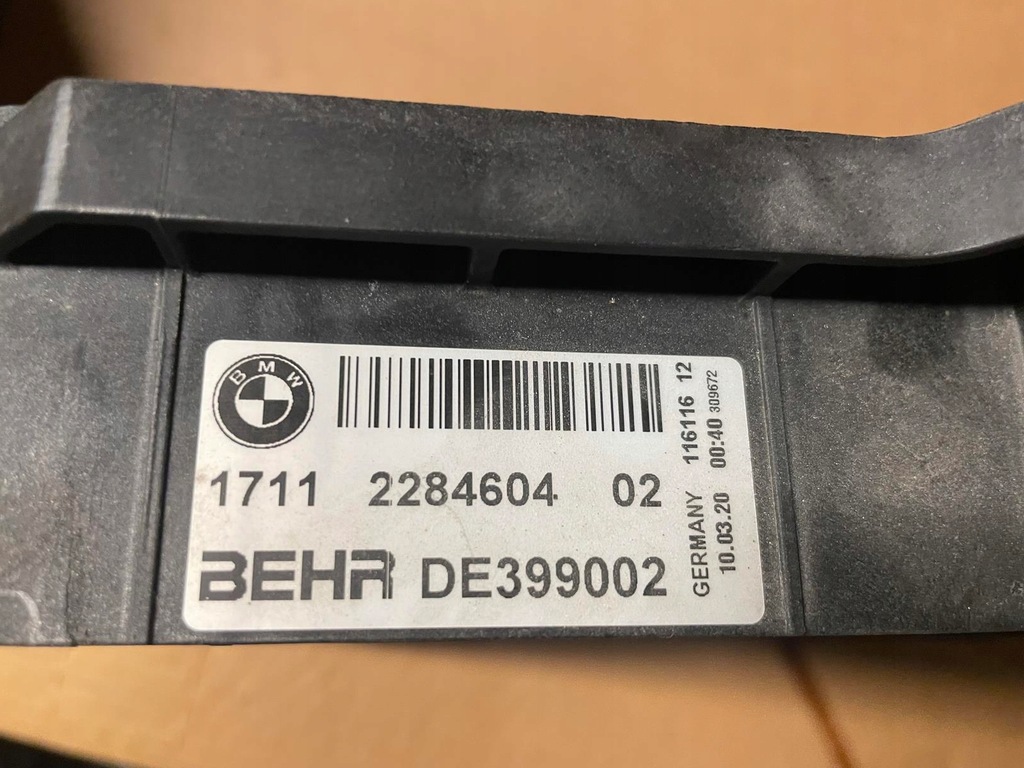 BMW
1711 2284604 02
BEHR DE399002
GERMANY 116116 12
10.03.20 00:40 309672